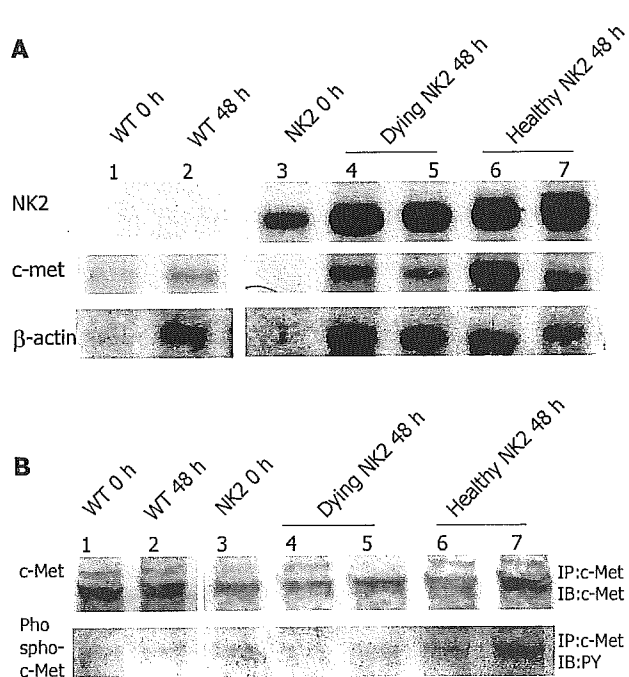 A
WT 0 h
WT 48 h
NK2 0 h
Dying NK2 48 h
Healthy NK2 48 h
1 2 3 4 5 6 7
NK2
c-met
β-actin
B
WT 0 h
WT 48 h
NK2 0 h
Dying NK2 48 h
Healthy NK2 48 h
1 2 3 4 5 6 7
c-Met
IP:c-Met
IB:c-Met
Pho
spho-
c-Met
IP:c-Met
IB:PY